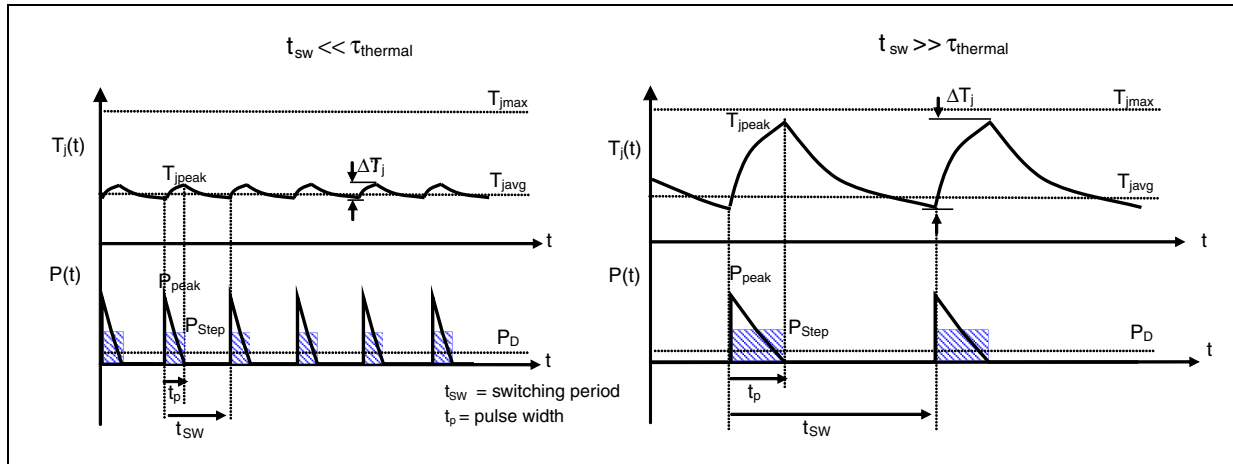 tsw << τthermal
Tjmax
Tj(t)
Tjpeak
ΔTj
Tjavg
t
P(t)
Ppeak
PStep
PD
t
tp
tSW
tSW = switching period
tp = pulse width
tsw >> τthermal
ΔTj
Tjmax
Tjpeak
Tj(t)
Tjavg
t
P(t)
Ppeak
PStep
PD
t
tp
tSW